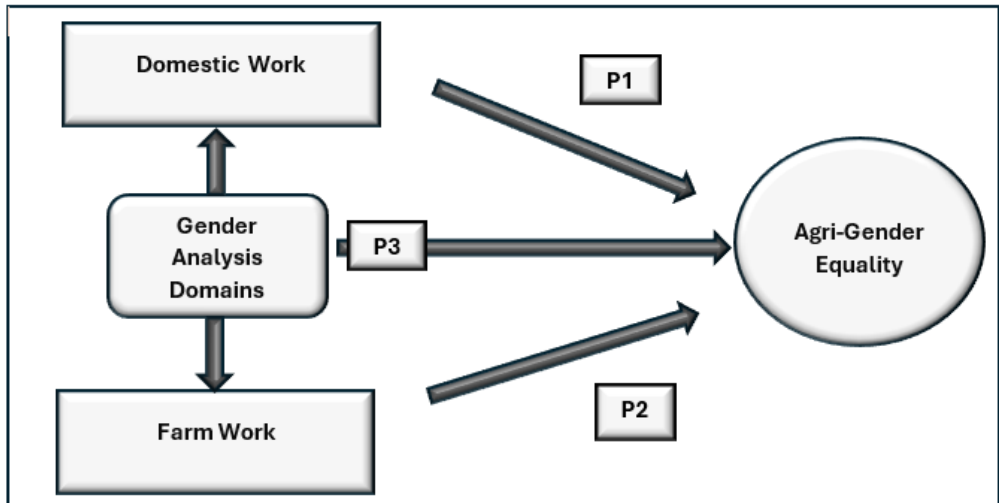 Domestic Work
P1
Gender
Analysis
Domains
P3
Agri-Gender
Equality
P2
Farm Work